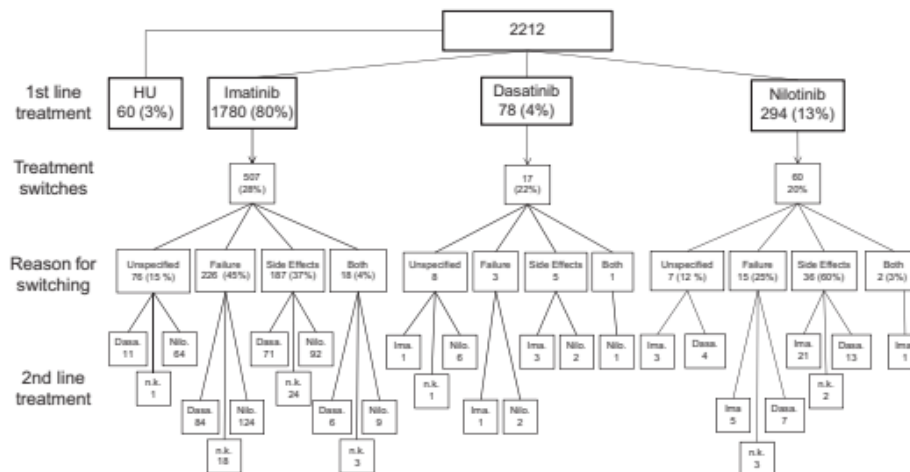 2212
1st line
treatment
HU
60 (3%)
Imatinib
1780 (80%)
Dasatinib
78 (4%)
Nilotinib
294 (13%)
Treatment
switches
507
(28%)
17
(22%)
60
20%
Reason for
switching
Unspecified
76 (15 %)
Failure
226 (45%)
Side Effects
187 (37%)
Both
18 (4%)
Unspecified
8
Failure
3
Side Effects
5
Both
1
Unspecified
7 (12 %)
Failure
15 (25%)
Side Effects
36 (60%)
Both
2 (3%)
2nd line
treatment
Dasa.
11
Nilo.
64
Dasa.
71
Nilo.
92
Ima.
1
Nilo.
6
Ima.
3
Nilo.
2
Nilo.
1
Ima.
3
Dasa.
4
Ima.
21
Dasa.
13
Ima.
1
n.k.
1
n.k.
24
n.k.
1
n.k.
2
Dasa.
84
Nilo.
124
Dasa.
6
Nilo.
9
Ima.
1
Nilo.
2
Ima
5
Dasa.
7
n.k.
18
n.k.
3
n.k.
3